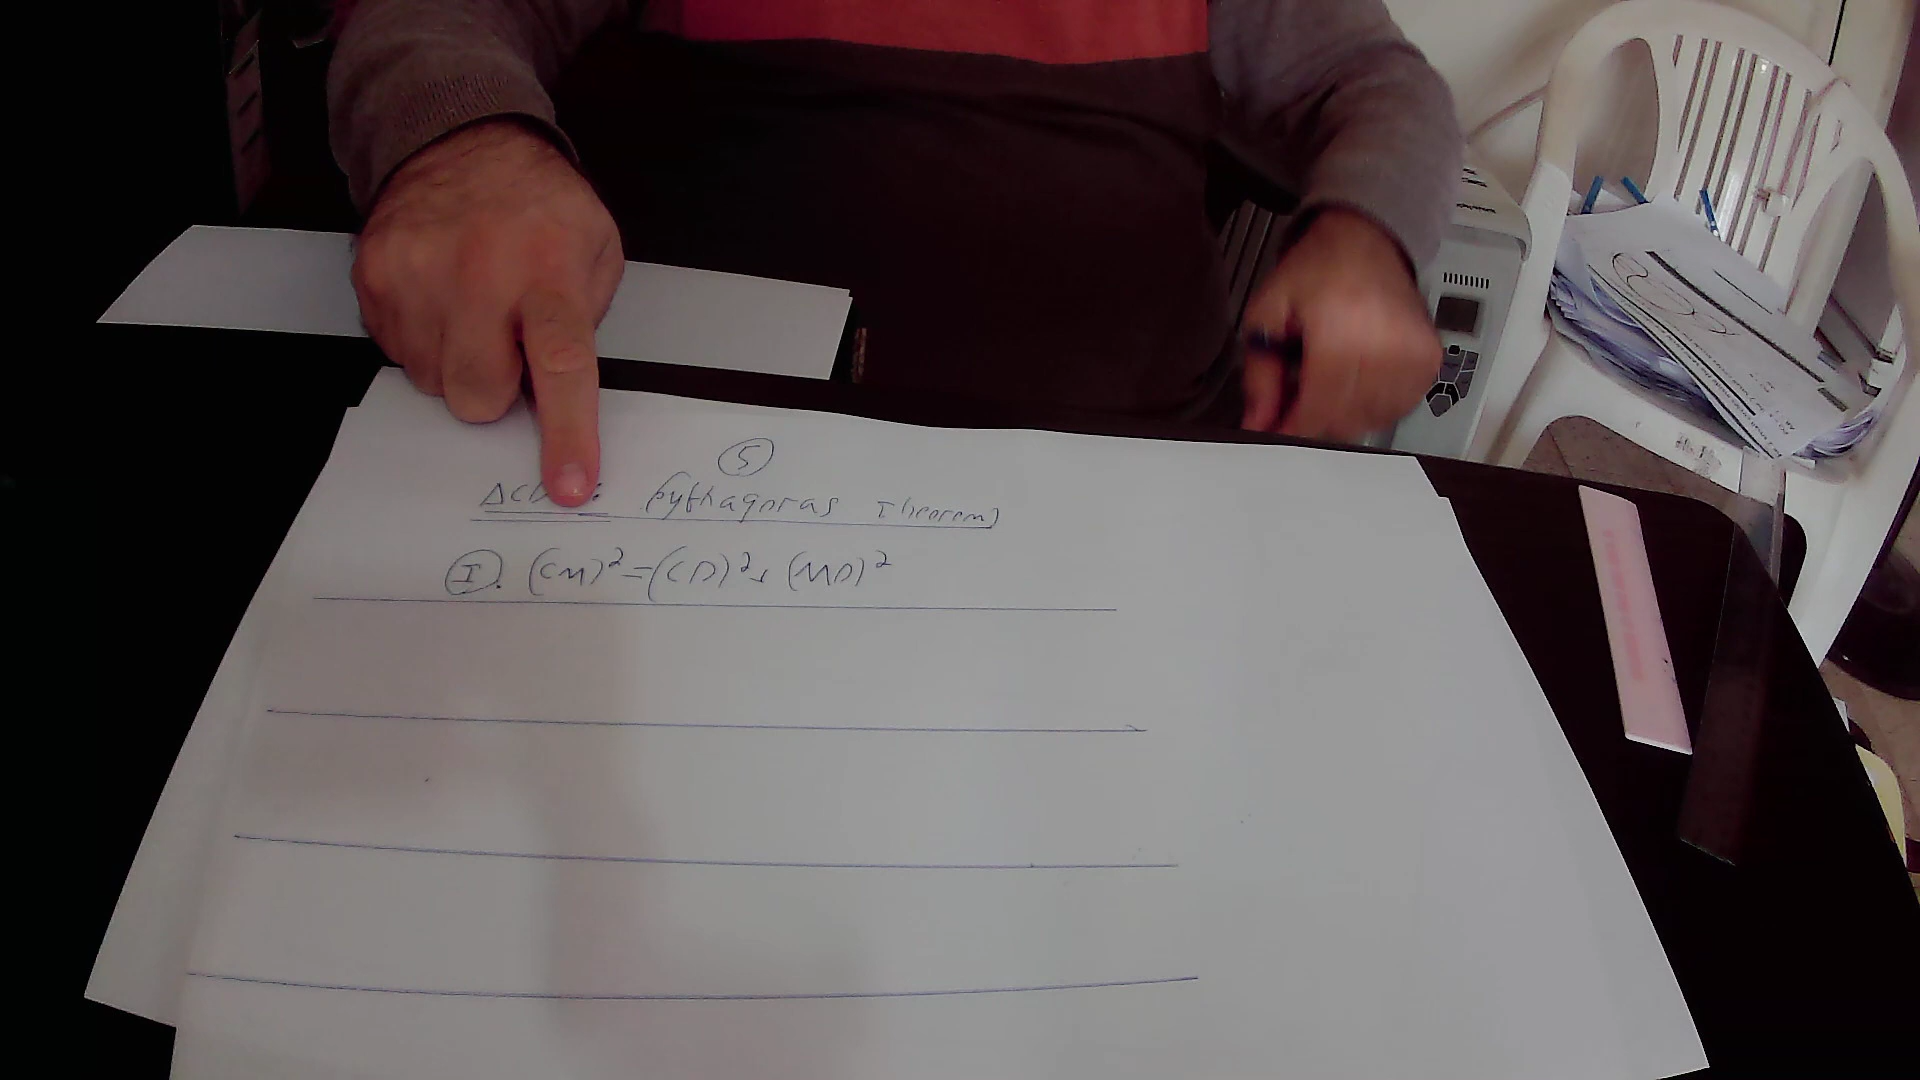 5
Pythagoras Theorem
I. (CM)²=(CD)²+(MD)²